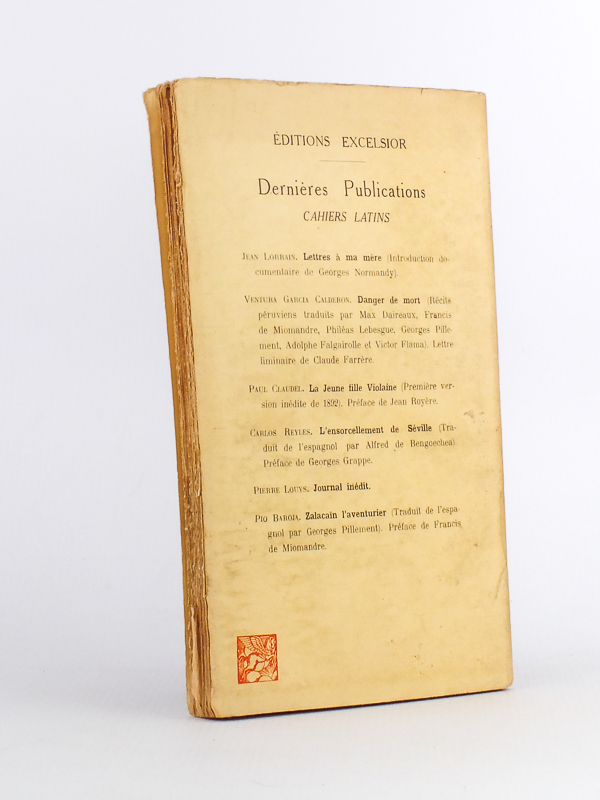 ÉDITIONS EXCELSIOR
Dernières Publications
CAHIERS LATINS
JEAN LORRAIN. Lettres à ma mère (Introduction do-
cumentaire de Georges Normandy).
VENTURA GARCIA CALDERON. Danger de mort (Récits
péruviens traduits par Max Daireaux, Francis
de Miomandre, Philéas Lebesgue, Georges Pille-
ment, Adolphe Falgairolle et Victor Flama). Lettre
liminaire de Claude Farrère.
PAUL CLAUDEL. La Jeune fille Violaine (Première ver-
sion inédite de 1892). Préface de Jean Royère.
CARLOS REYLES. L'ensorcellement de Séville (Tra-
duit de l'espagnol par Alfred de Bengoechea).
Préface de Georges Grappe.
PIERRE LOUYS. Journal inédit.
PIO BAROJA. Zalacain l'aventurier (Traduit de l'espa-
gnol par Georges Pillement). Préface de Francis
de Miomandre.